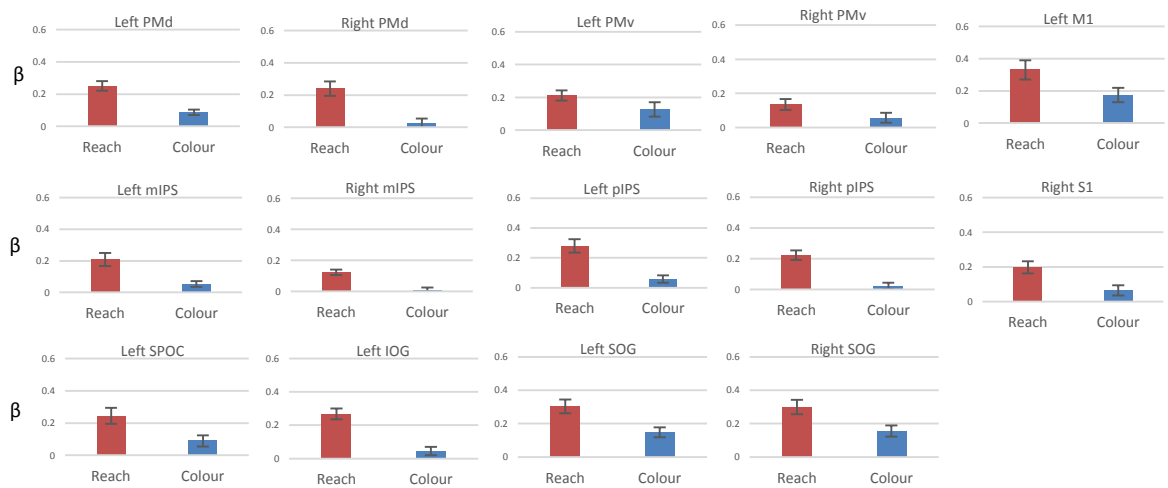 Left PMd
Right PMd
Left PMv
Right PMv
Left M1
0.6
0.4
0.2
0
β
Reach
Colour
0.6
0.4
0.2
0
Reach
Colour
0.6
0.4
0.2
0
Reach
Colour
0.6
0.4
0.2
0
Reach
Colour
0.6
0.4
0.2
0
Reach
Colour
Left mIPS
Right mIPS
Left pIPS
Right pIPS
Right S1
0.6
0.4
0.2
0
β
Reach
Colour
0.6
0.4
0.2
0
Reach
Colour
0.6
0.4
0.2
0
Reach
Colour
0.6
0.4
0.2
0
Reach
Colour
0.6
0.4
0.2
0
Reach
Colour
Left SPOC
Left IOG
Left SOG
Right SOG
0.6
0.4
0.2
0
β
Reach
Colour
0.6
0.4
0.2
0
Reach
Colour
0.6
0.4
0.2
0
Reach
Colour
0.6
0.4
0.2
0
Reach
Colour